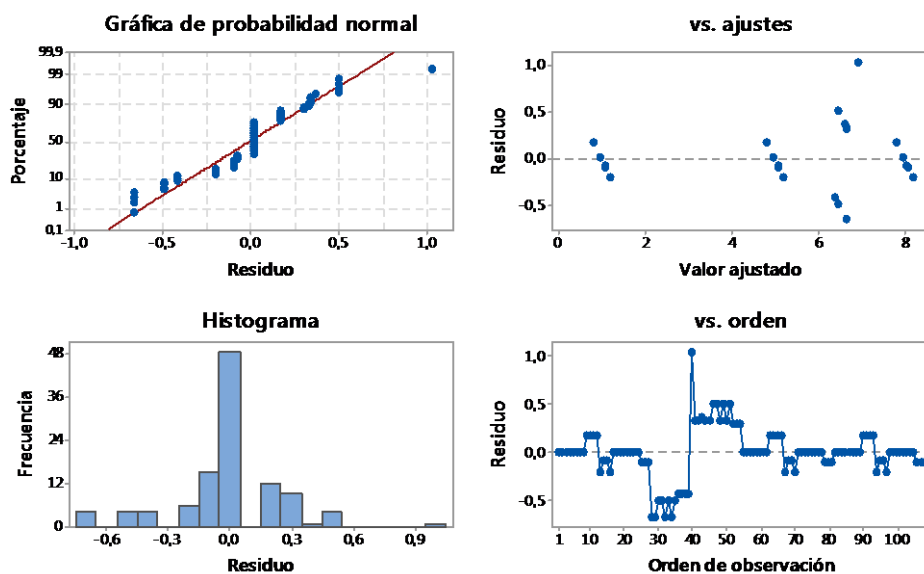 Gráfica de probabilidad normal
Porcentaje
99,9
99
90
50
10
1
0,1
-1,0 -0,5 0,0 0,5 1,0
Residuo
vs. ajustes
Residuo
1,0
0,5
0,0
-0,5
0 2 4 6 8
Valor ajustado
Histograma
Frecuencia
48
36
24
12
0
-0,6 -0,3 0,0 0,3 0,6 0,9
Residuo
vs. orden
Residuo
1,0
0,5
0,0
-0,5
1 10 20 30 40 50 60 70 80 90 100
Orden de observación